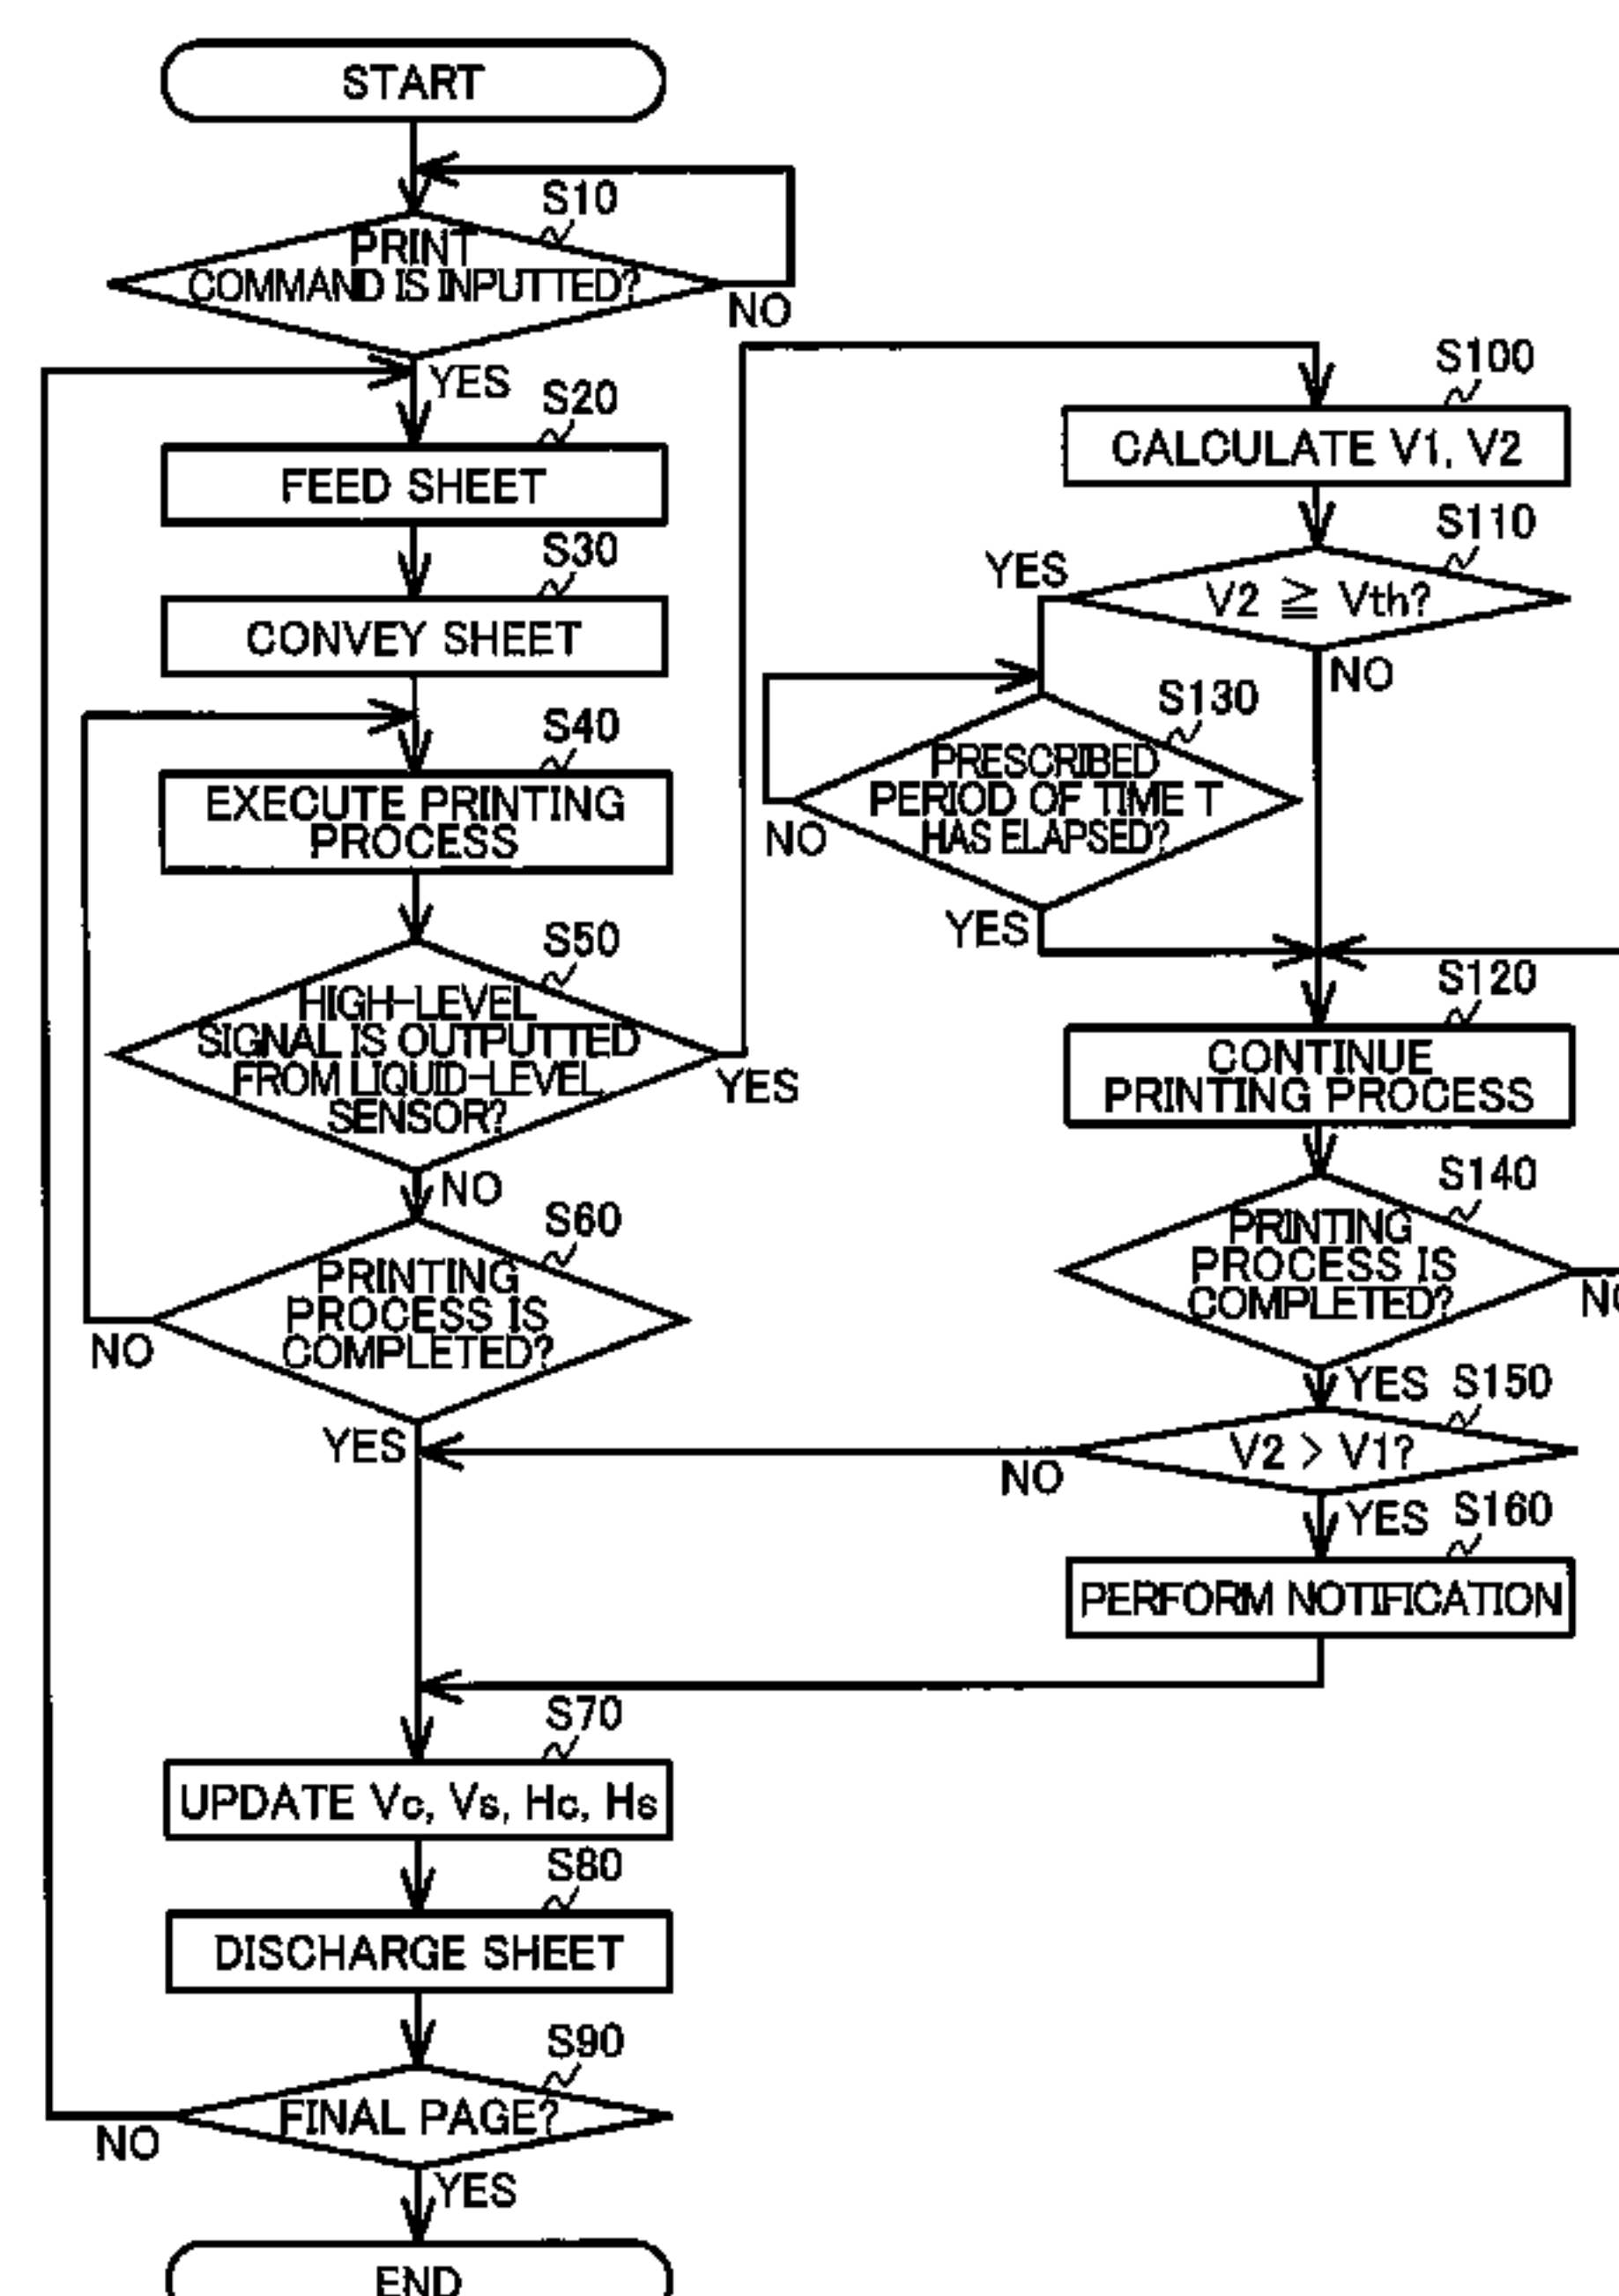 START
S10
PRINT
COMMAND IS INPUTTED?
NO
YES
S20
FEED SHEET
S30
CONVEY SHEET
S40
EXECUTE PRINTING
PROCESS
S50
HIGH-LEVEL
SIGNAL IS OUTPUTTED
FROM LIQUID-LEVEL
SENSOR?
YES
NO
S60
PRINTING
PROCESS IS
COMPLETED?
NO
YES
S70
UPDATE Vc, Vs, Hc, Hs
S80
DISCHARGE SHEET
S90
FINAL PAGE?
NO
YES
END
S100
CALCULATE V1, V2
S110
V2 ≧ Vth?
YES
NO
S130
PRESCRIBED
PERIOD OF TIME T
HAS ELAPSED?
NO
YES
S120
CONTINUE
PRINTING PROCESS
S140
PRINTING
PROCESS IS
COMPLETED?
NO
YES
S150
V2 > V1?
NO
YES
S160
PERFORM NOTIFICATION